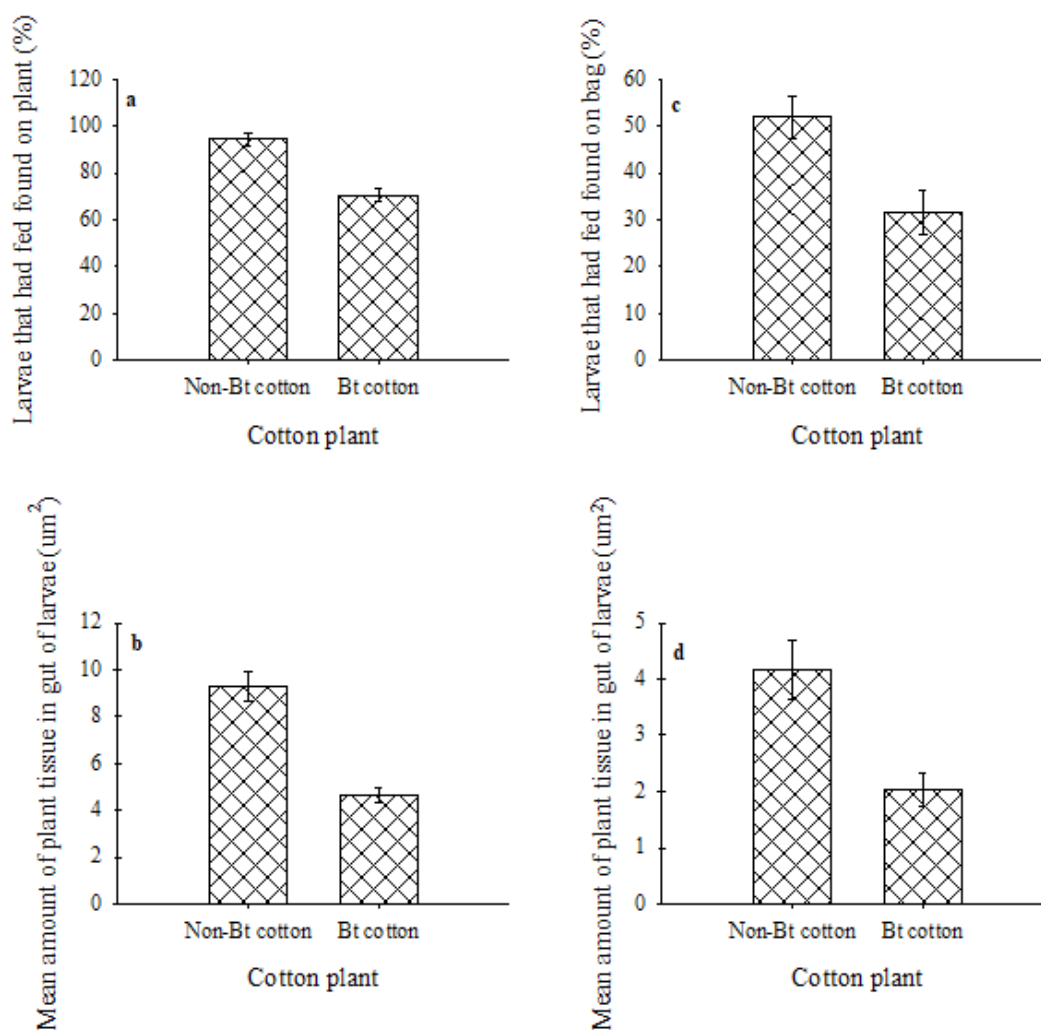 Larvae that had fed found on plant (%)
120
100
80
60
40
20
0
a
Non-Bt cotton Bt cotton
Cotton plant
Larvae that had fed found on bag (%)
60
50
40
30
20
10
0
c
Non-Bt cotton Bt cotton
Cotton plant
Mean amount of plant tissue in gut of larvae (um²)
12
10
8
6
4
2
0
b
Non-Bt cotton Bt cotton
Cotton plant
Mean amount of plant tissue in gut of larvae (um²)
5
4
3
2
1
0
d
Non-Bt cotton Bt cotton
Cotton plant